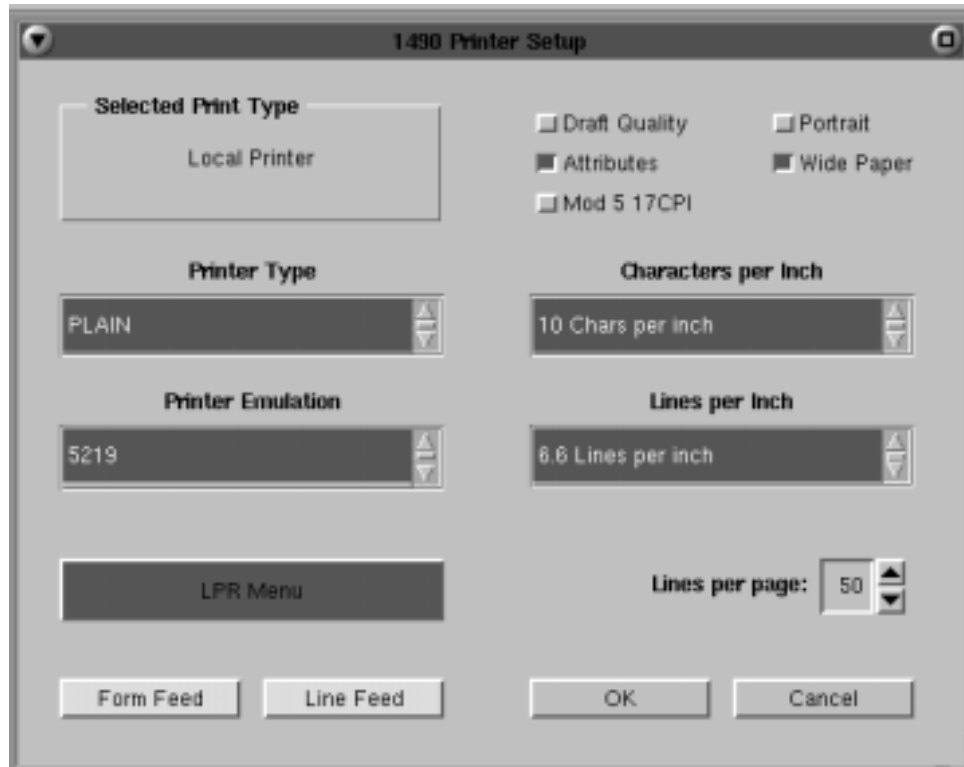 1490 Printer Setup
Selected Print Type
Local Printer
Draft Quality
Portrait
Attributes
Wide Paper
Mod 5 17CPI
Printer Type
Characters per Inch
PLAIN
10 Chars per inch
Printer Emulation
Lines per Inch
5219
6.6 Lines per inch
LPR Menu
Lines per page: 50
Form Feed
Line Feed
OK
Cancel